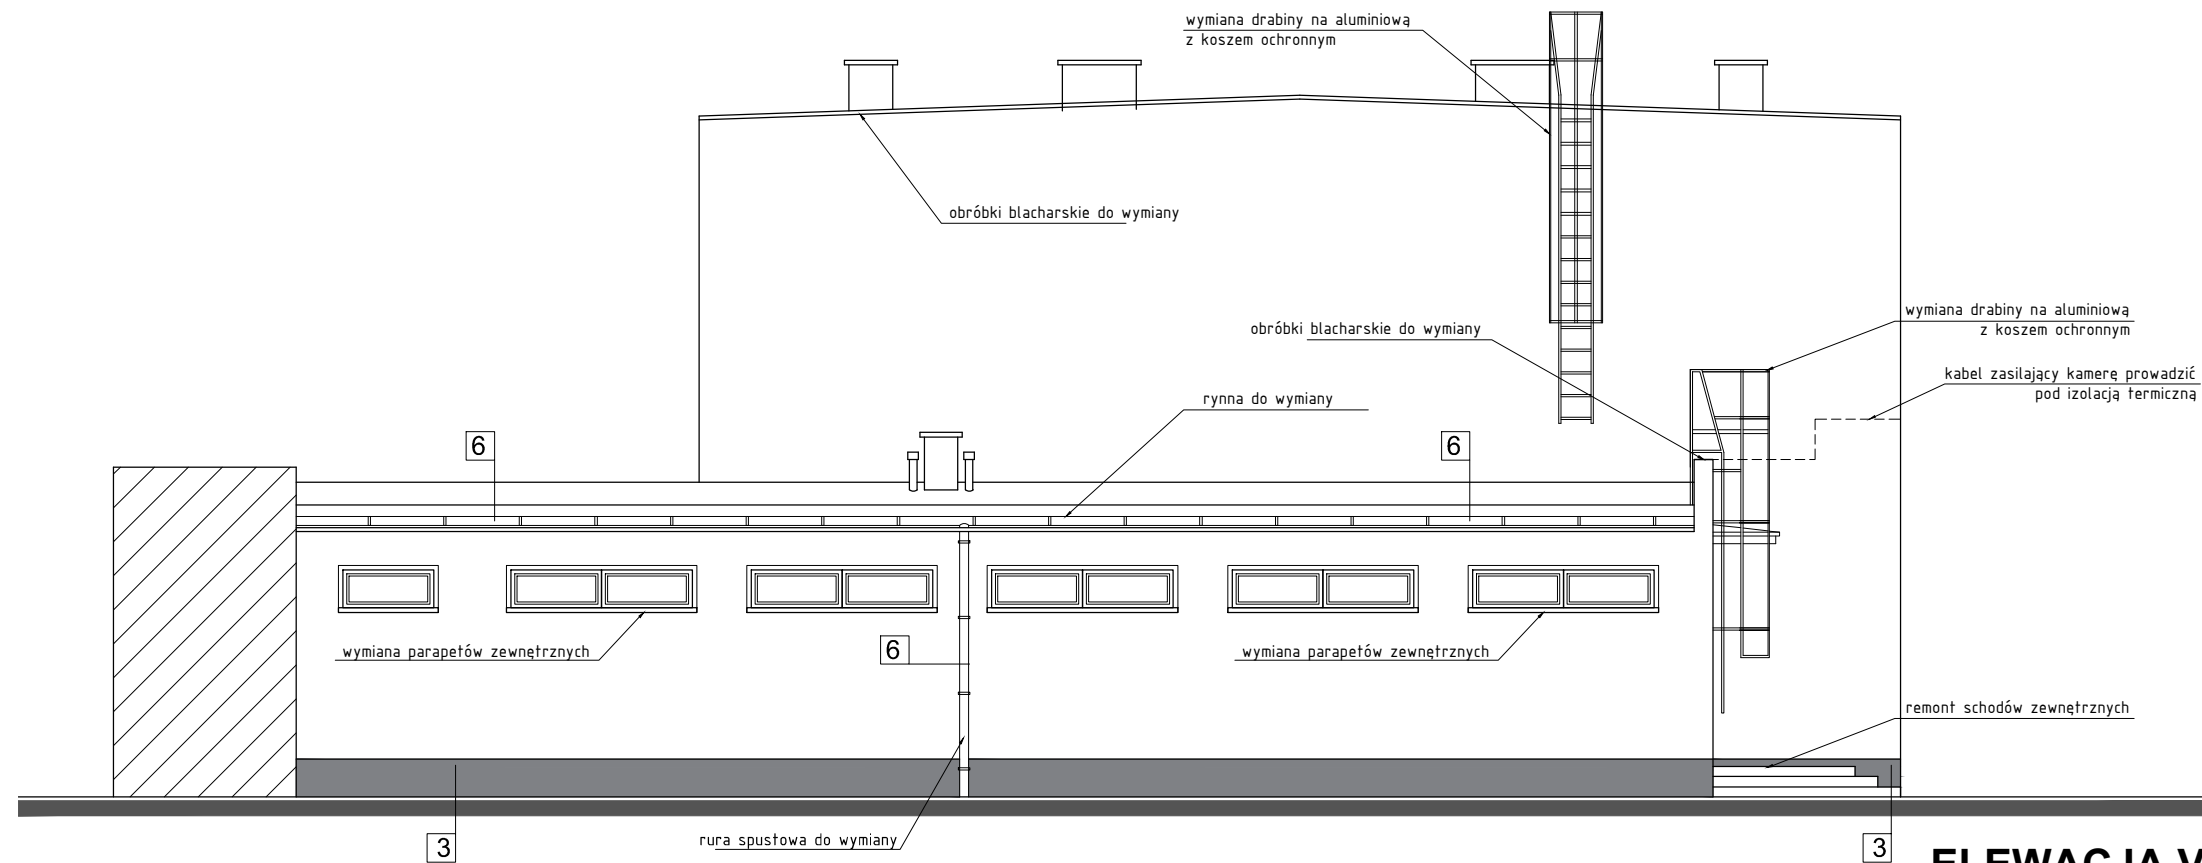 wymiana drabiny na aluminiową
z koszem ochronnym
obróbki blacharskie do wymiany
wymiana drabiny na aluminiową
z koszem ochronnym
obróbki blacharskie do wymiany
kabel zasilający kamerę prowadzić
pod izolacją termiczną
rynna do wymiany
6
6
wymiana parapetów zewnętrznych
6
wymiana parapetów zewnętrznych
remont schodów zewnętrznych
rura spustowa do wymiany
3
3